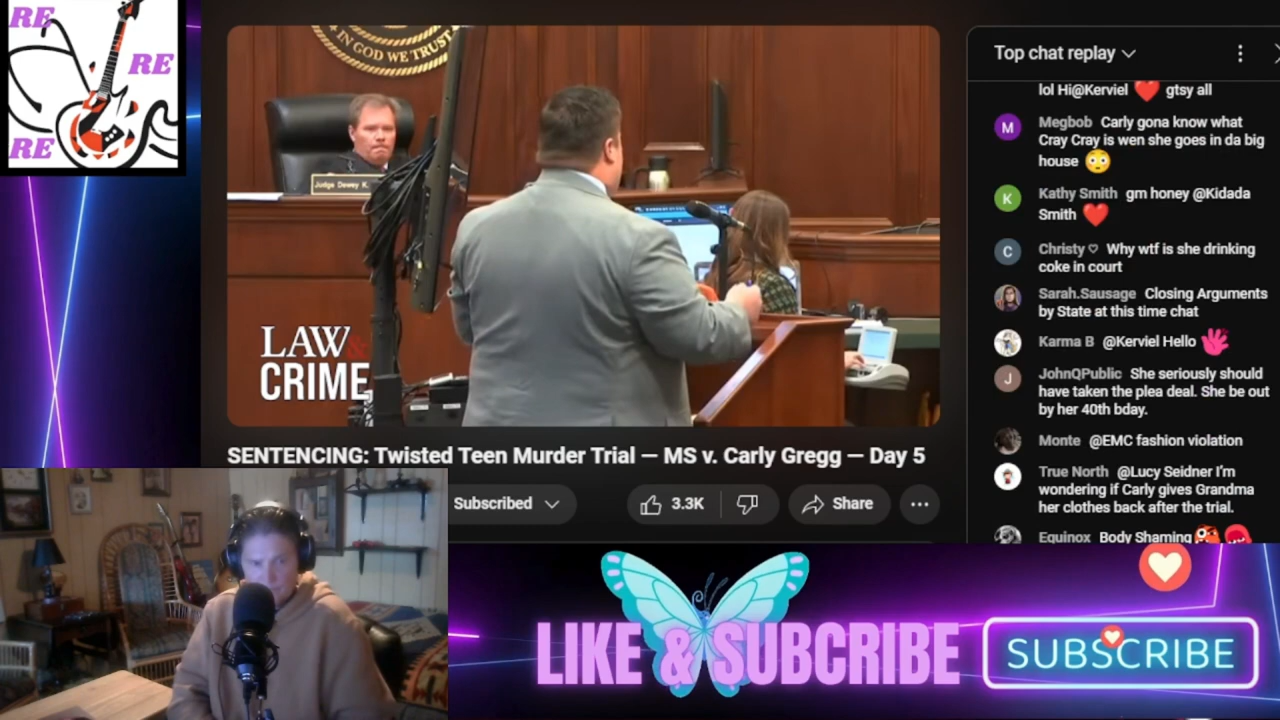 RE
RE
RE
IN GOD WE TRUST
Judge Dewey K.
LAW&
CRIME
SENTENCING: Twisted Teen Murder Trial — MS v. Carly Gregg — Day 5
Subscribed
3.3K
Share
Top chat replay
lol Hi@Kerviel ❤️ gtsy all
M
Megbob Carly gona know what
Cray Cray is wen she goes in da big
house 😳
K
Kathy Smith gm honey @Kidada
Smith ❤️
C
Christy ♡ Why wtf is she drinking
coke in court
Sarah.Sausage Closing Arguments
by State at this time chat
Karma B @Kerviel Hello
J
JohnQPublic She seriously should
have taken the plea deal. She be out
by her 40th bday.
Monte @EMC fashion violation
True North @Lucy Seidner I'm
wondering if Carly gives Grandma
her clothes back after the trial.
Equinox Body Shaming
LIKE & SUBCRIBE
SUBSCRIBE